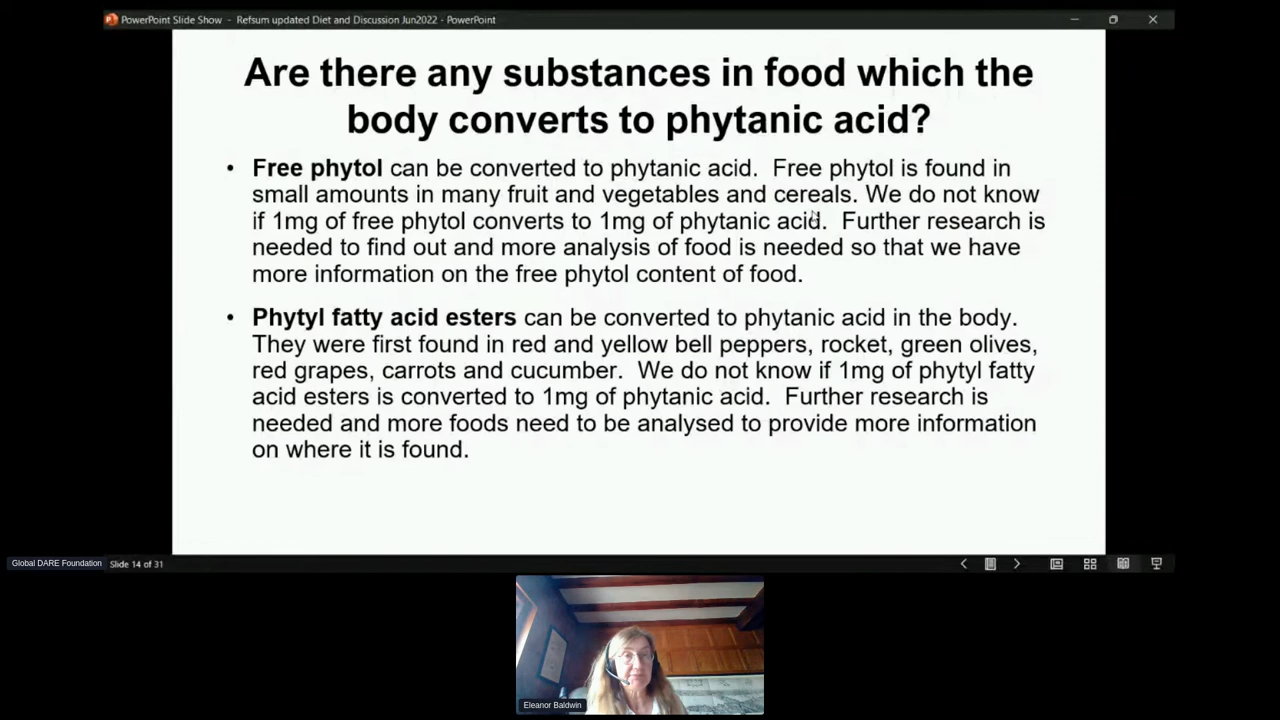 PowerPoint Slide Show - Refsum updated Diet and Discussion Jun2022 - PowerPoint
Are there any substances in food which the
body converts to phytanic acid?
• Free phytol can be converted to phytanic acid. Free phytol is found in
small amounts in many fruit and vegetables and cereals. We do not know
if 1mg of free phytol converts to 1mg of phytanic acid. Further research is
needed to find out and more analysis of food is needed so that we have
more information on the free phytol content of food.
• Phytyl fatty acid esters can be converted to phytanic acid in the body.
They were first found in red and yellow bell peppers, rocket, green olives,
red grapes, carrots and cucumber. We do not know if 1mg of phytyl fatty
acid esters is converted to 1mg of phytanic acid. Further research is
needed and more foods need to be analysed to provide more information
on where it is found.
Global DARE Foundation
Slide 14 of 31
Eleanor Baldwin